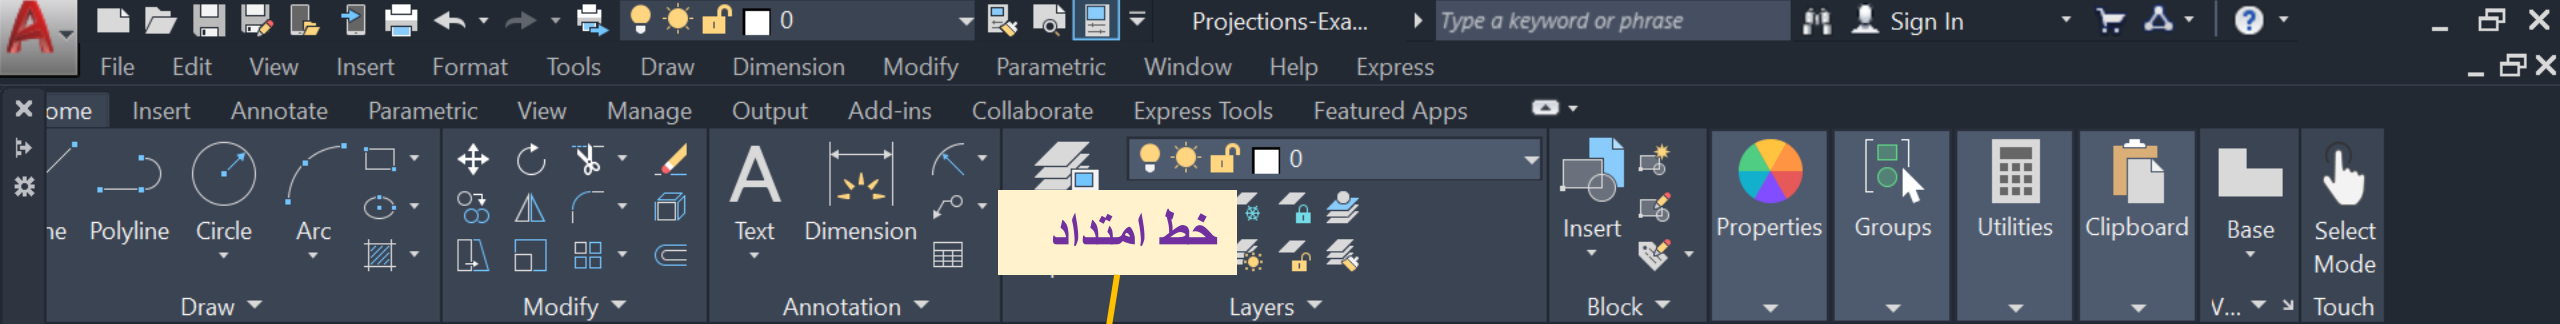 0
Projections-Exa...
Type a keyword or phrase
Sign In
File Edit View Insert Format Tools Draw Dimension Modify Parametric Window Help Express
ome Insert Annotate Parametric View Manage Output Add-ins Collaborate Express Tools Featured Apps
0
ne Polyline Circle Arc
Text Dimension
خط امتداد
Insert
Properties
Groups
Utilities
Clipboard
Base
Select
Mode
Draw Modify Annotation Layers Block V... Touch